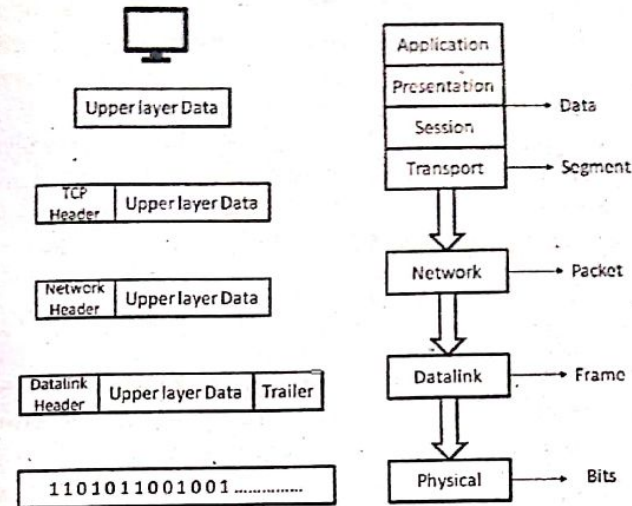 Application
Presentation
Upper layer Data
Data
Session
Transport
Segment
TCP
Header
Upper layer Data
Network
Header
Upper layer Data
Network
Packet
Datalink
Header
Upper layer Data
Trailer
Datalink
Frame
1101011001001...............
Physical
Bits